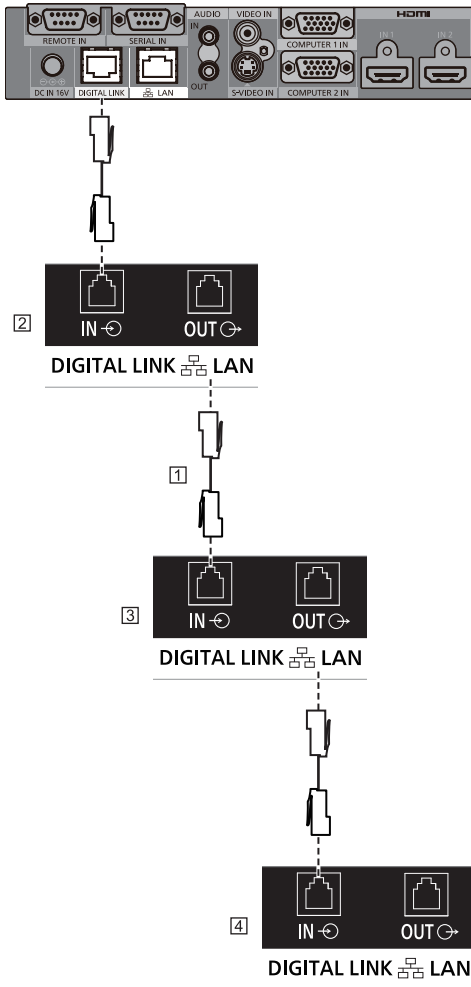 AUDIO VIDEO IN HDMI
REMOTE IN SERIAL IN IN COMPUTER 1 IN IN 1 IN 2
DC IN 16V DIGITAL LINK LAN OUT S-VIDEO IN COMPUTER 2 IN
2
IN OUT
DIGITAL LINK LAN
1
3
IN OUT
DIGITAL LINK LAN
4
IN OUT
DIGITAL LINK LAN